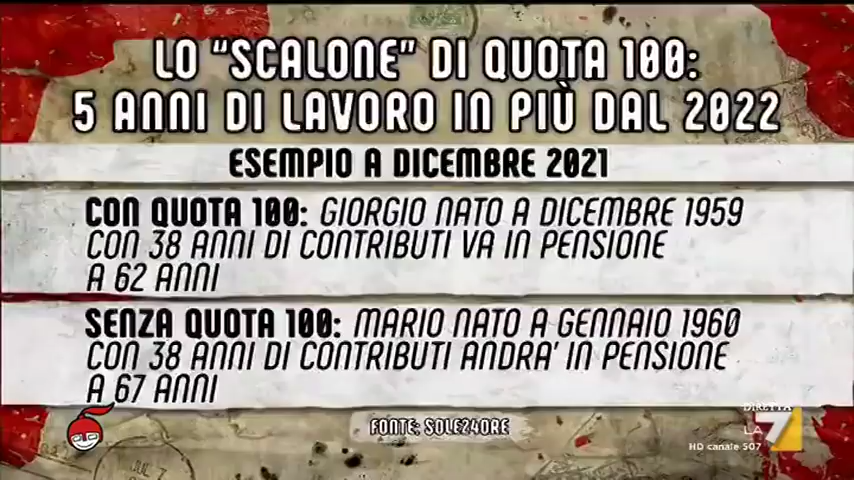 LO “SCALONE” DI QUOTA 100:
5 ANNI DI LAVORO IN PIÙ DAL 2022
ESEMPIO A DICEMBRE 2021
CON QUOTA 100: GIORGIO NATO A DICEMBRE 1959
CON 38 ANNI DI CONTRIBUTI VA IN PENSIONE
A 62 ANNI
SENZA QUOTA 100: MARIO NATO A GENNAIO 1960
CON 38 ANNI DI CONTRIBUTI ANDRA' IN PENSIONE
A 67 ANNI
FONTE: SOLE24ORE
DIRETTA
LA7
HD canale 507
JUL 7